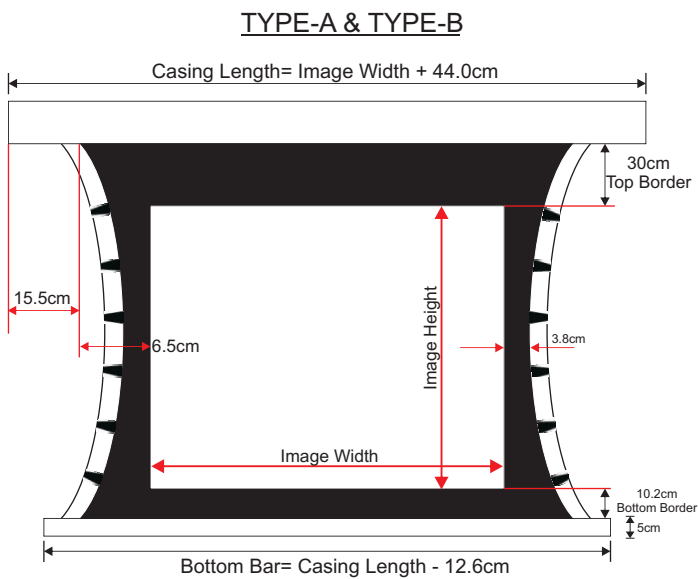 TYPE-A & TYPE-B
Casing Length= Image Width + 44.0cm
30cm
Top Border
15.5cm
6.5cm
Image Height
3.8cm
Image Width
10.2cm
Bottom Border
5cm
Bottom Bar= Casing Length - 12.6cm